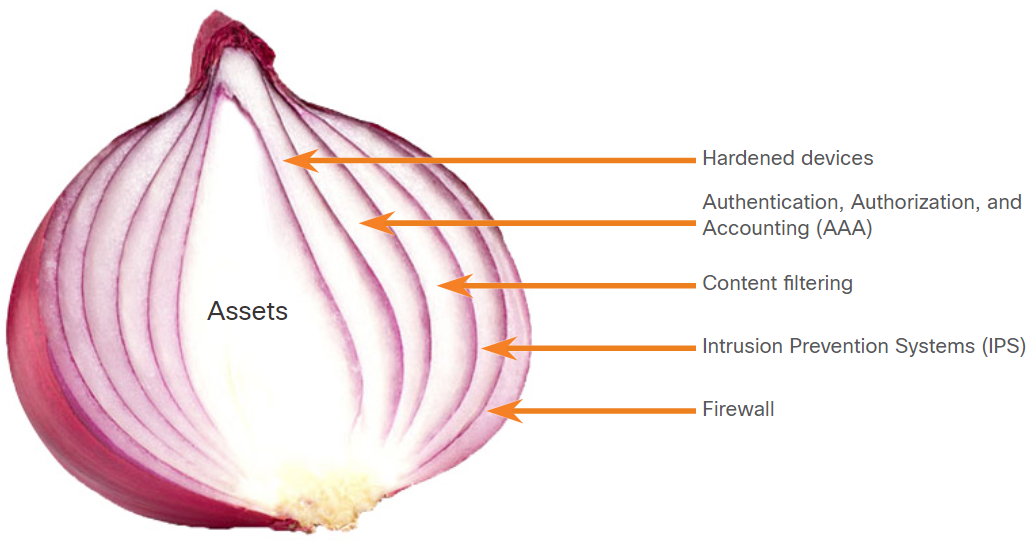 Hardened devices
Authentication, Authorization, and
Accounting (AAA)
Content filtering
Assets
Intrusion Prevention Systems (IPS)
Firewall